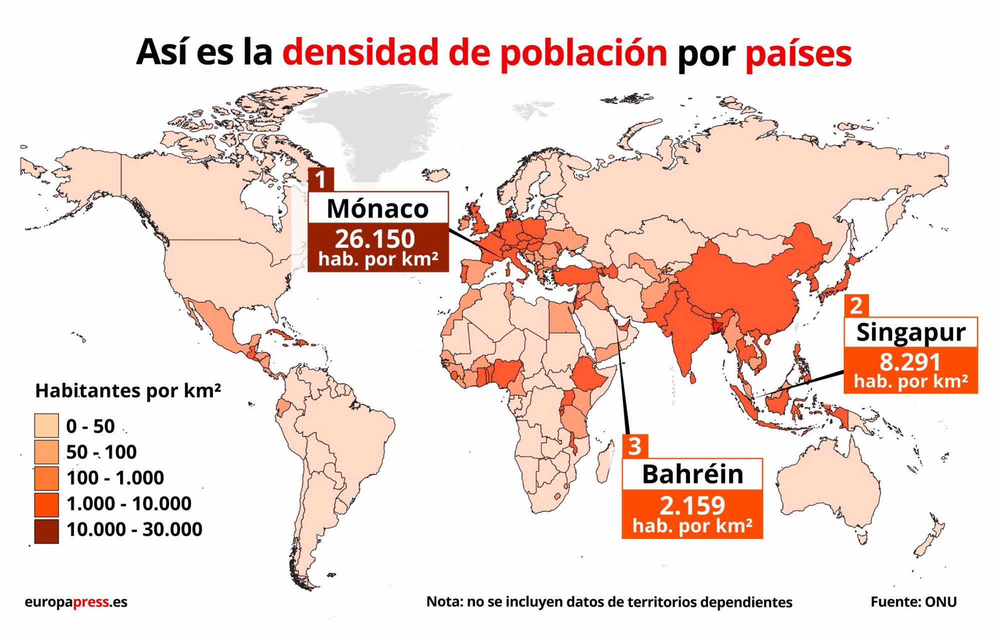 Así es la densidad de población por países
1
Mónaco
26.150
hab. por km²
2
Singapur
8.291
hab. por km²
3
Bahréin
2.159
hab. por km²
Habitantes por km²
0 - 50
50 - 100
100 - 1.000
1.000 - 10.000
10.000 - 30.000
europapress.es
Nota: no se incluyen datos de territorios dependientes
Fuente: ONU